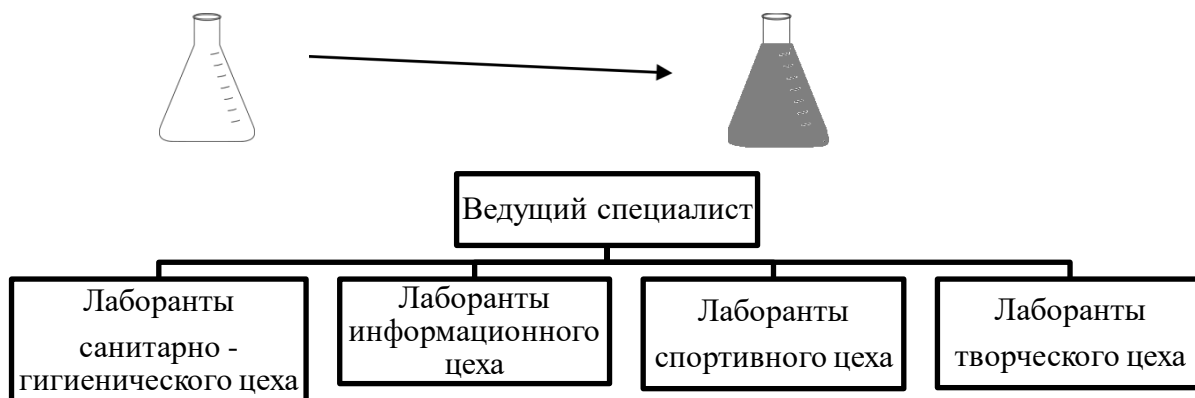 Ведущий специалист
Лаборанты
санитарно -
гигиенического цеха
Лаборанты
информационного
цеха
Лаборанты
спортивного цеха
Лаборанты
творческого цеха